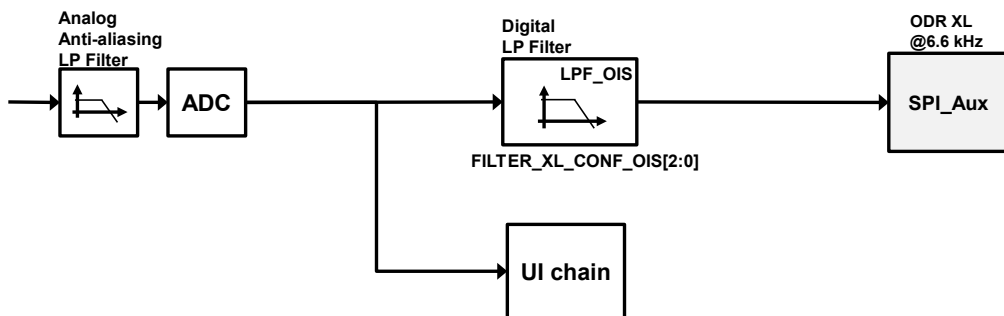 Analog
Anti-aliasing
LP Filter
ADC
Digital
LP Filter
LPF_OIS
FILTER_XL_CONF_OIS[2:0]
ODR XL
@6.6 kHz
SPI_Aux
UI chain